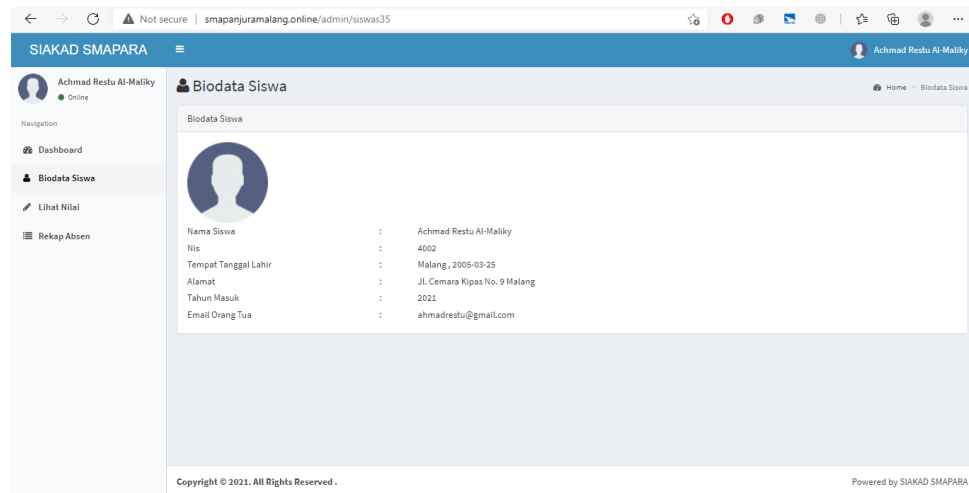 Not secure | smapanjuramalang.online/admin/siswas35
SIAKAD SMAPARA
Achmad Restu Al-Maliky
Achmad Restu Al-Maliky
Online
Navigation
Dashboard
Biodata Siswa
Lihat Nilai
Rekap Absen
Biodata Siswa
Home > Biodata Siswa
Biodata Siswa
Nama Siswa : Achmad Restu Al-Maliky
Nis : 4002
Tempat Tanggal Lahir : Malang , 2005-03-25
Alamat : Jl. Cemara Kipas No. 9 Malang
Tahun Masuk : 2021
Email Orang Tua : ahmadrestu@gmail.com
Copyright © 2021. All Rights Reserved .
Powered by SIAKAD SMAPARA